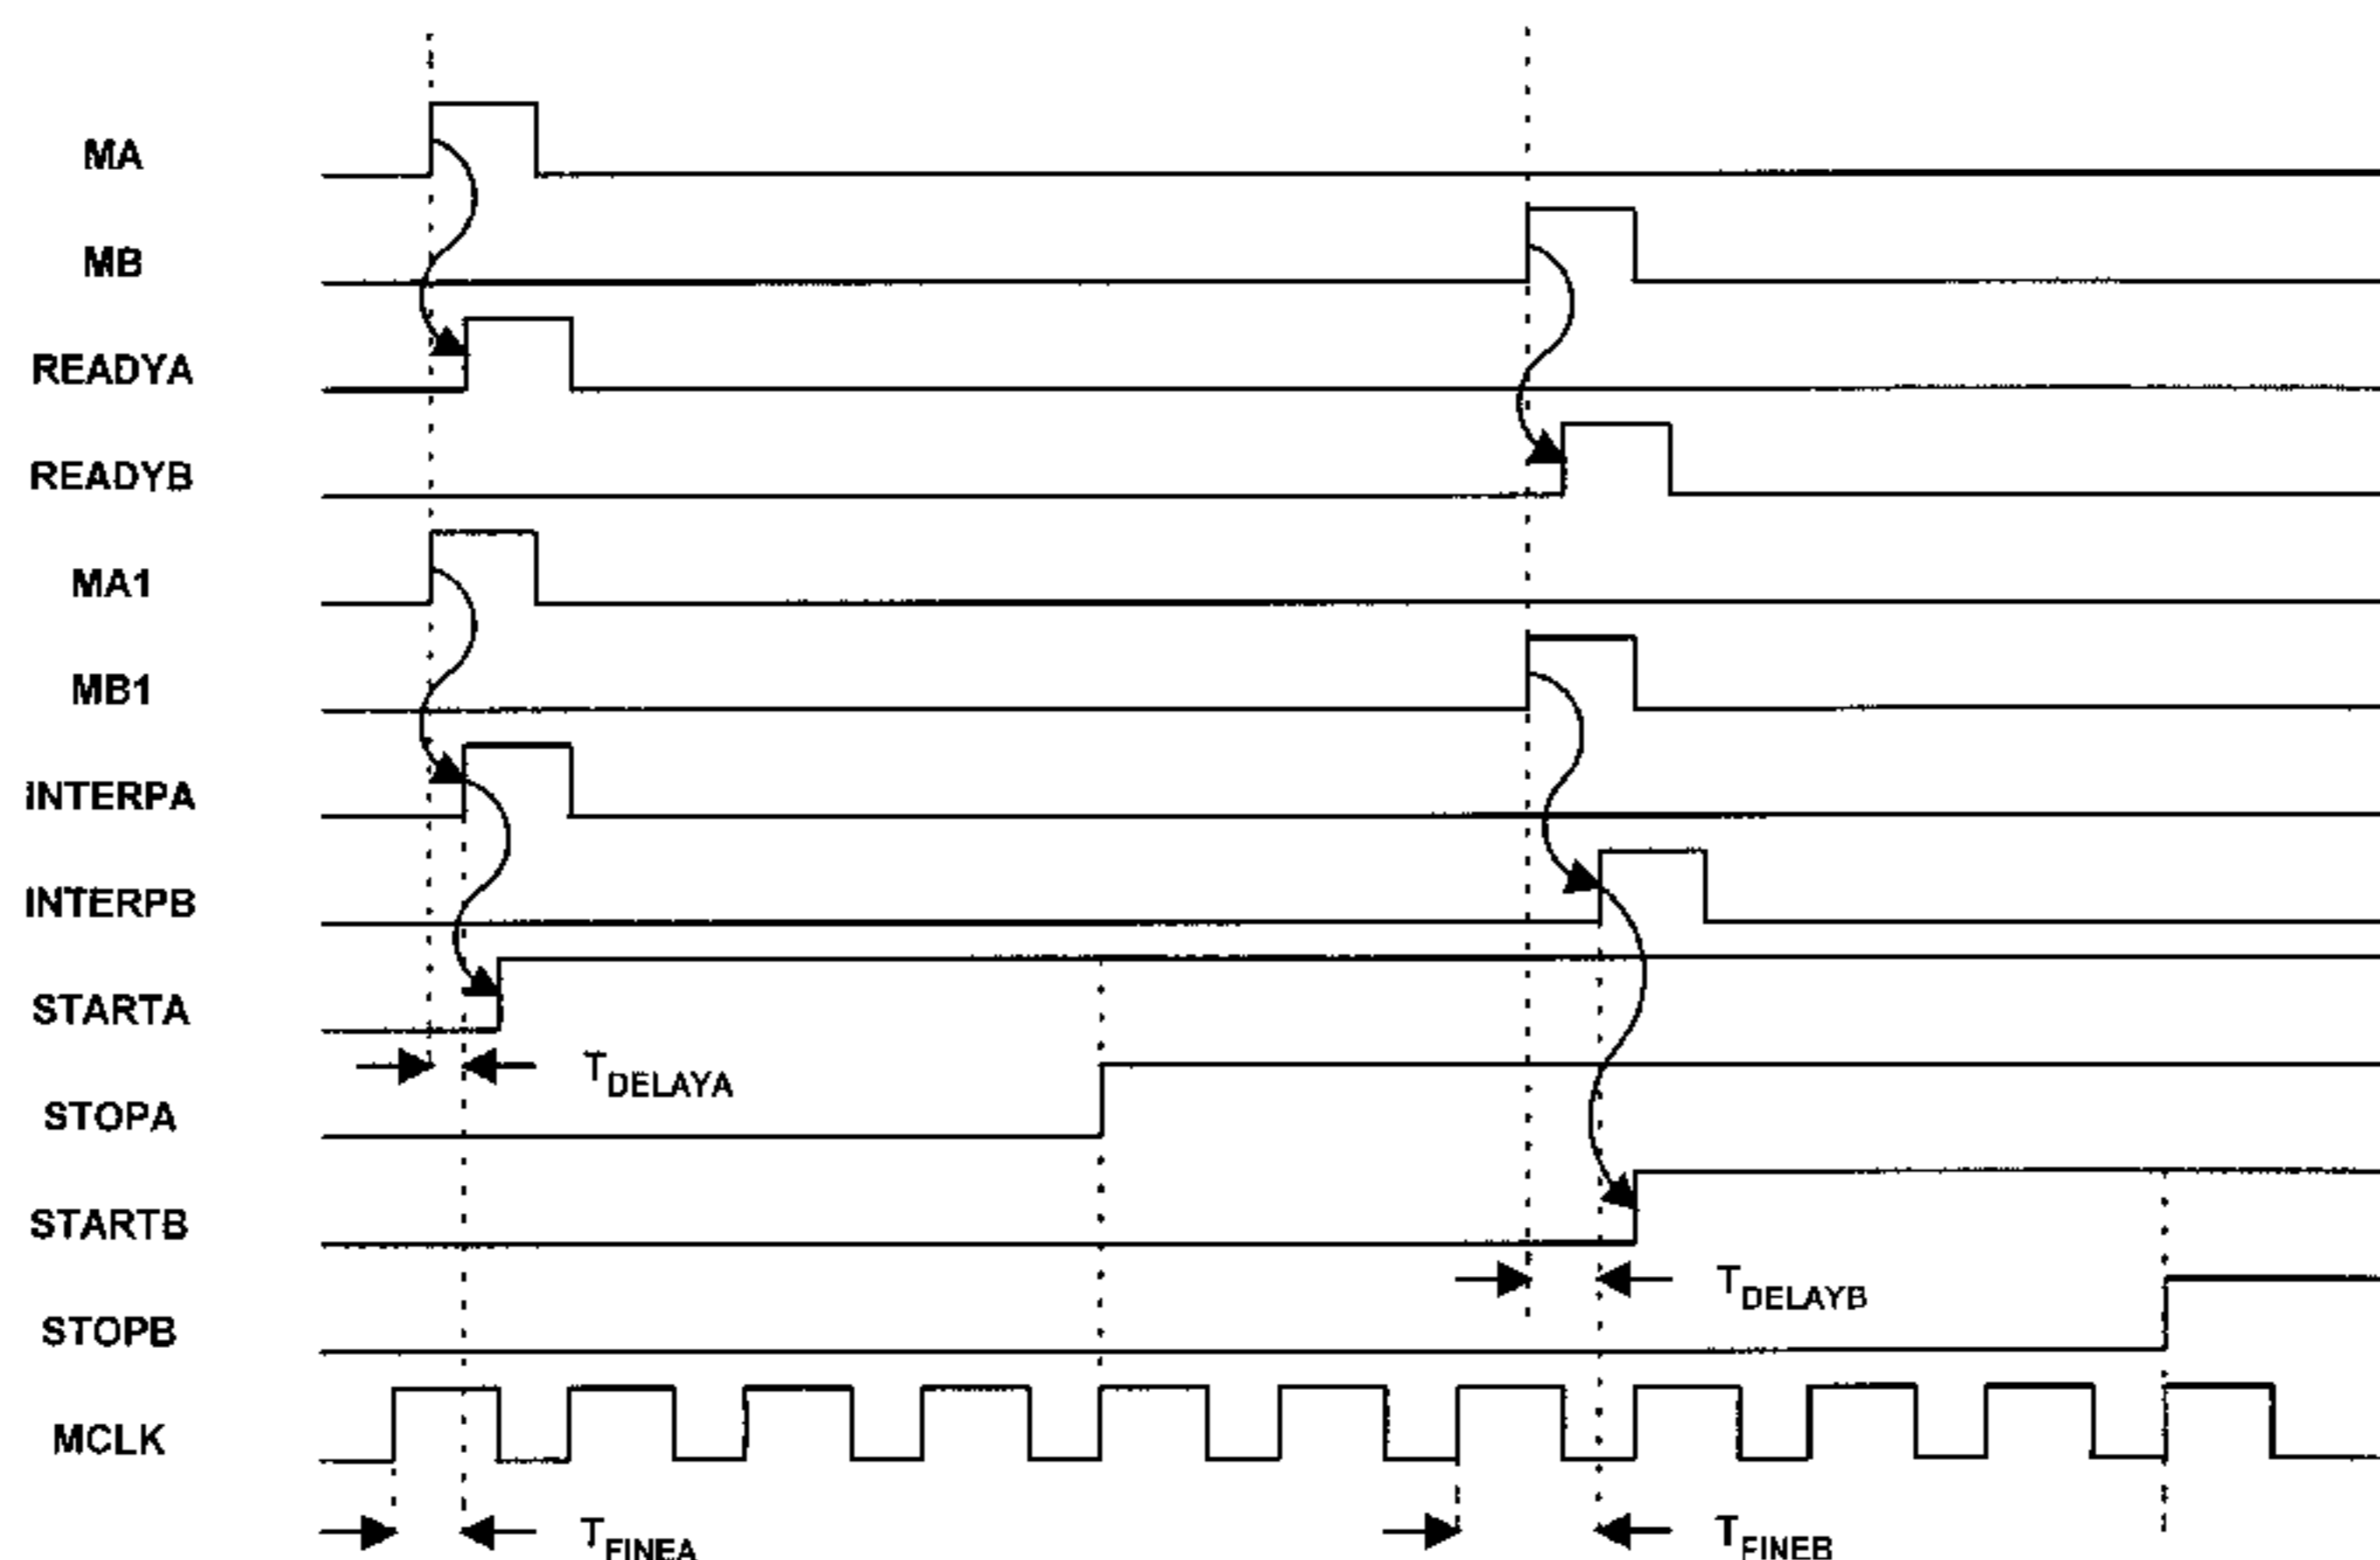 MA
MB
READYA
READYB
MA1
MB1
INTERPA
INTERPB
STARTA
TDELAYA
STOPA
STARTB
TDELAYB
STOPB
MCLK
TFINEA
TFINEB